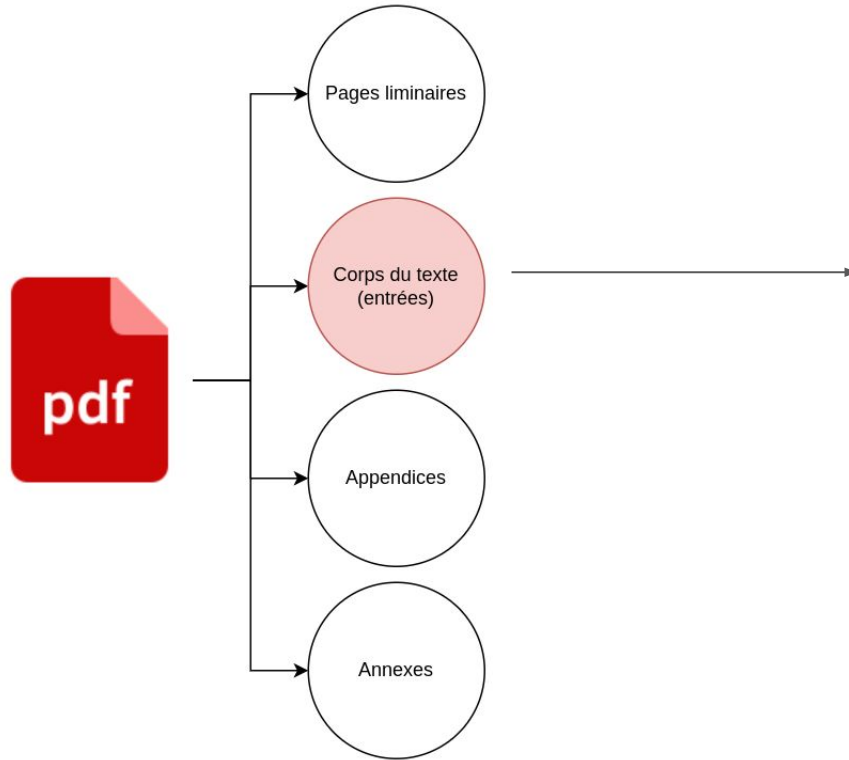 Pages liminaires
Corps du texte
(entrées)
pdf
Appendices
Annexes